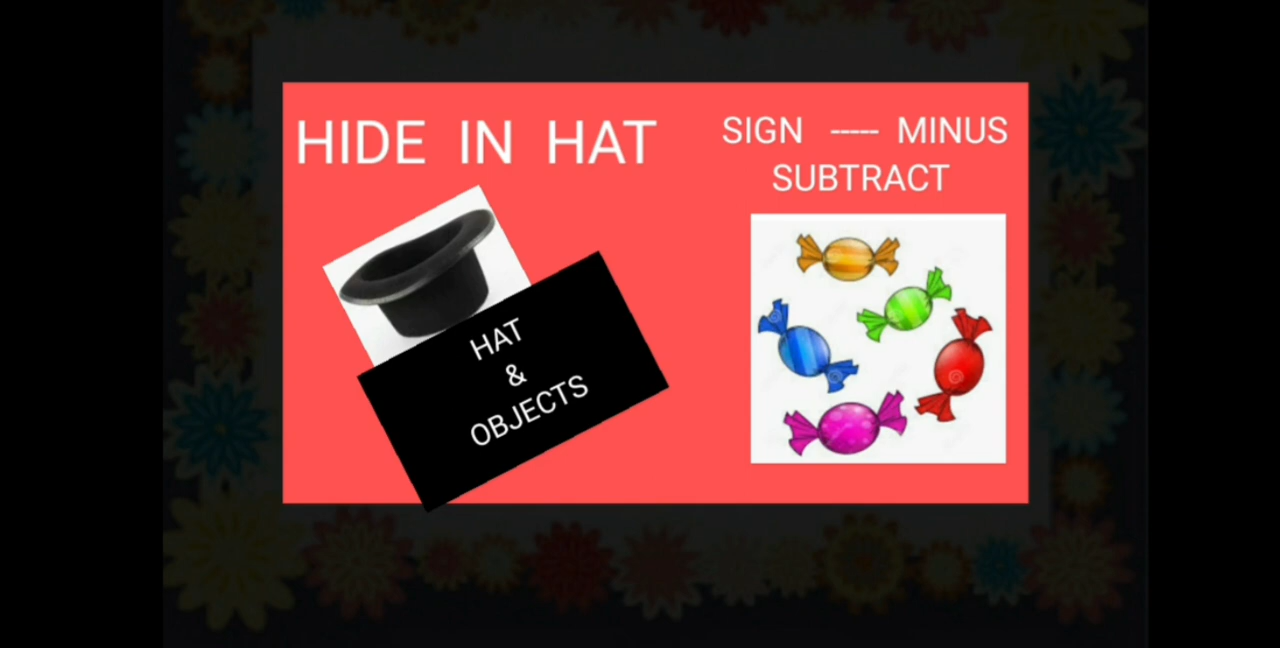 HIDE IN HAT
SIGN ----- MINUS
SUBTRACT
HAT
&
OBJECTS